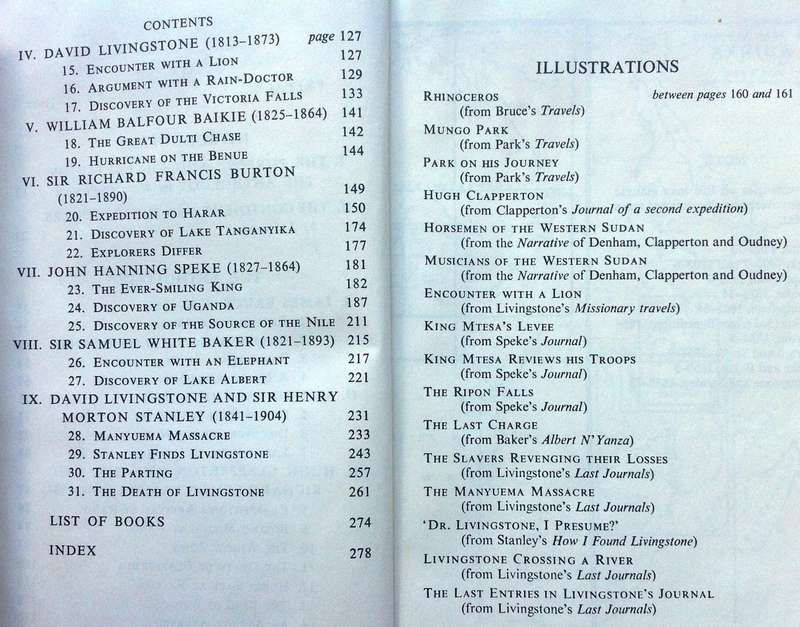 CONTENTS
IV. DAVID LIVINGSTONE (1813–1873) page 127
15. ENCOUNTER WITH A LION 127
16. ARGUMENT WITH A RAIN-DOCTOR 129
17. DISCOVERY OF THE VICTORIA FALLS 133
V. WILLIAM BALFOUR BAIKIE (1825–1864) 141
18. THE GREAT DULTI CHASE 142
19. HURRICANE ON THE BENUE 144
VI. SIR RICHARD FRANCIS BURTON
(1821–1890) 149
20. EXPEDITION TO HARAR 150
21. DISCOVERY OF LAKE TANGANYIKA 174
22. EXPLORERS DIFFER 177
VII. JOHN HANNING SPEKE (1827–1864) 181
23. THE EVER-SMILING KING 182
24. DISCOVERY OF UGANDA 187
25. DISCOVERY OF THE SOURCE OF THE NILE 211
VIII. SIR SAMUEL WHITE BAKER (1821–1893) 215
26. ENCOUNTER WITH AN ELEPHANT 217
27. DISCOVERY OF LAKE ALBERT 221
IX. DAVID LIVINGSTONE AND SIR HENRY
MORTON STANLEY (1841–1904) 231
28. MANYUEMA MASSACRE 233
29. STANLEY FINDS LIVINGSTONE 243
30. THE PARTING 257
31. THE DEATH OF LIVINGSTONE 261
LIST OF BOOKS 274
INDEX 278
ILLUSTRATIONS
RHINOCEROS between pages 160 and 161
(from Bruce's Travels)
MUNGO PARK
(from Park's Travels)
PARK ON HIS JOURNEY
(from Park's Travels)
HUGH CLAPPERTON
(from Clapperton's Journal of a second expedition)
HORSEMEN OF THE WESTERN SUDAN
(from the Narrative of Denham, Clapperton and Oudney)
MUSICIANS OF THE WESTERN SUDAN
(from the Narrative of Denham, Clapperton and Oudney)
ENCOUNTER WITH A LION
(from Livingstone's Missionary travels)
KING MTESA'S LEVEE
(from Speke's Journal)
KING MTESA REVIEWS HIS TROOPS
(from Speke's Journal)
THE RIPON FALLS
(from Speke's Journal)
THE LAST CHARGE
(from Baker's Albert N'Yanza)
THE SLAVERS REVENGING THEIR LOSSES
(from Livingstone's Last Journals)
THE MANYUEMA MASSACRE
(from Livingstone's Last Journals)
'DR. LIVINGSTONE, I PRESUME?'
(from Stanley's How I Found Livingstone)
LIVINGSTONE CROSSING A RIVER
(from Livingstone's Last Journals)
THE LAST ENTRIES IN LIVINGSTONE'S JOURNAL
(from Livingstone's Last Journals)